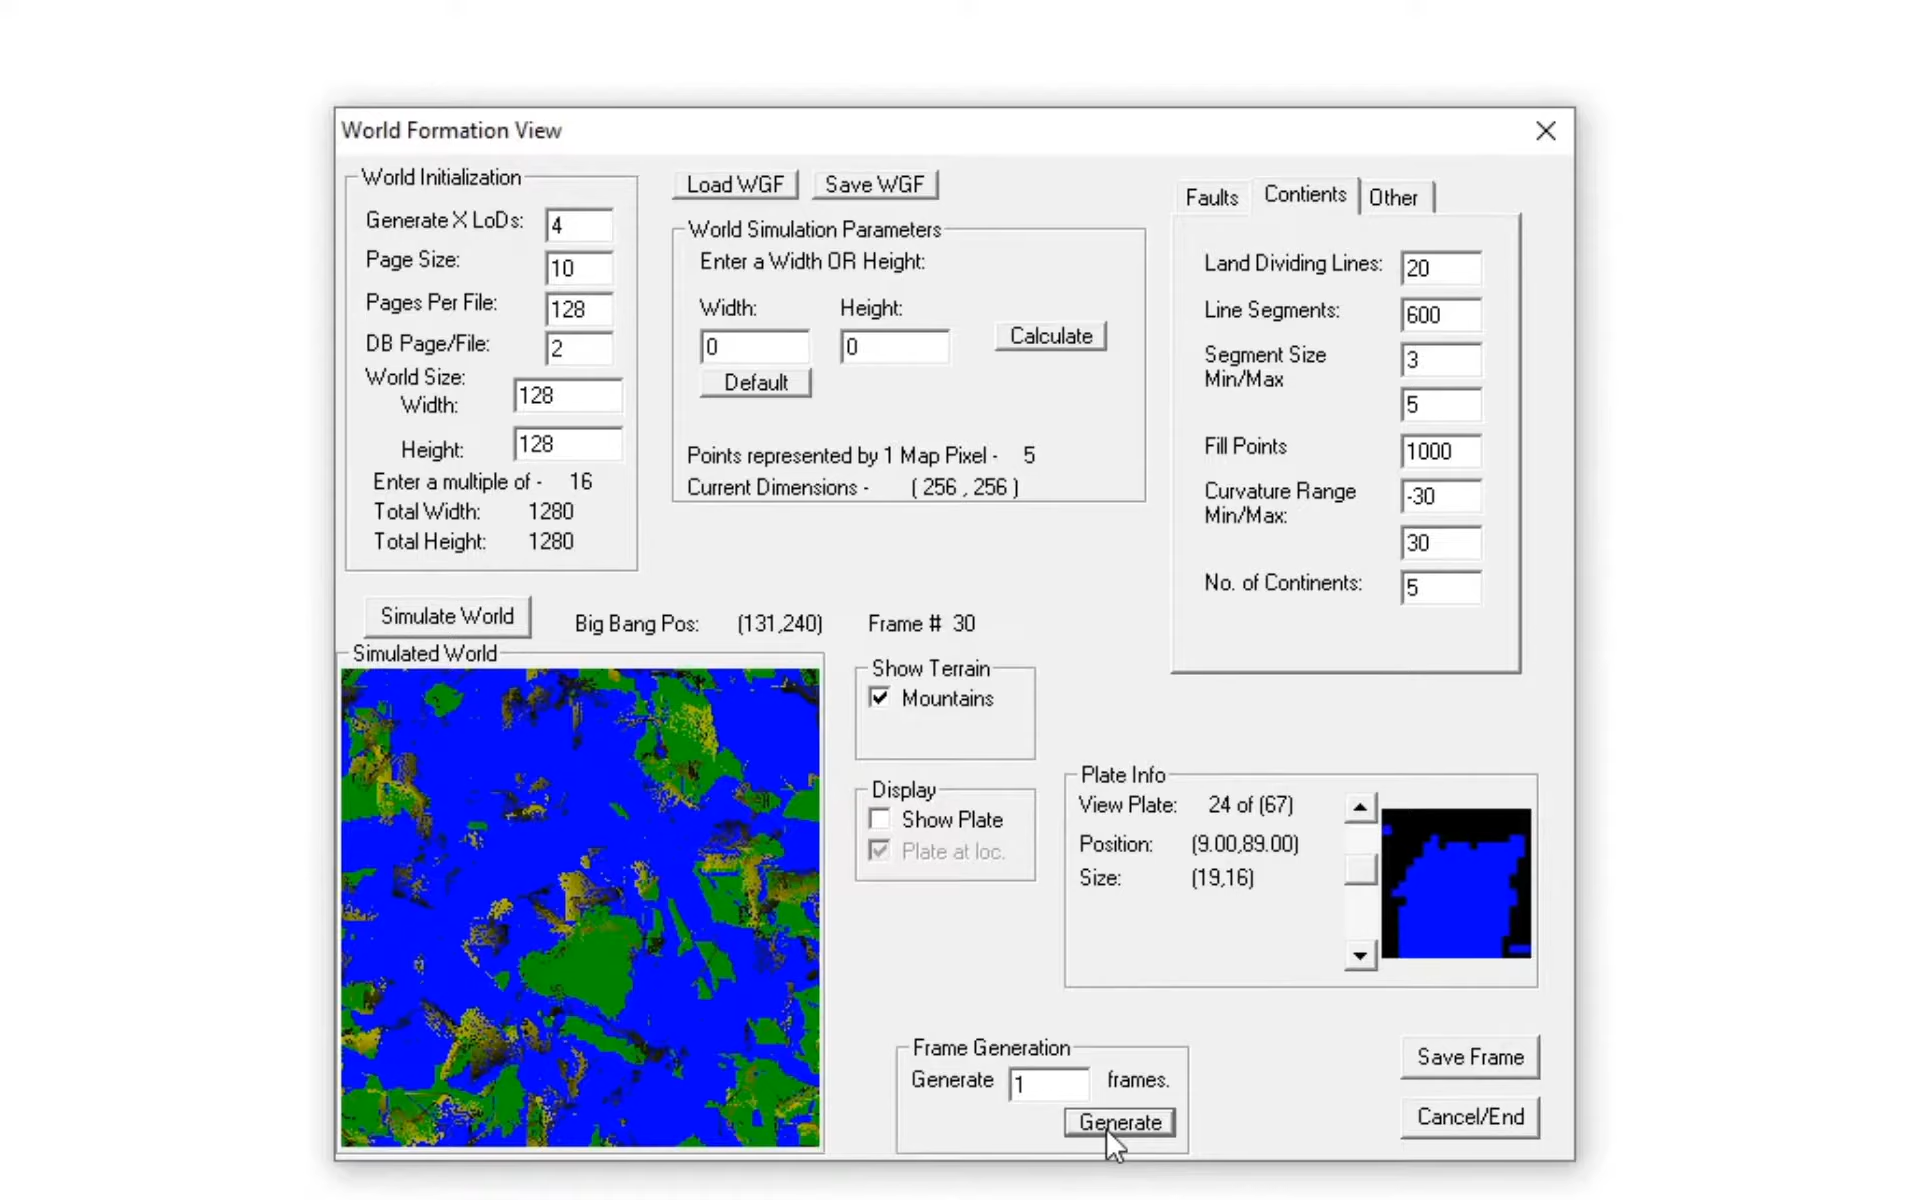 World Formation View
World Initialization
Generate X LoDs: 4
Page Size: 10
Pages Per File: 128
DB Page/File: 2
World Size:
Width: 128
Height: 128
Enter a multiple of - 16
Total Width: 1280
Total Height: 1280
Load WGF Save WGF
World Simulation Parameters
Enter a Width OR Height:
Width: Height:
0 0 Calculate
Default
Points represented by 1 Map Pixel - 5
Current Dimensions - ( 256 , 256 )
Faults Contients Other
Land Dividing Lines: 20
Line Segments: 600
Segment Size 3
Min/Max
5
Fill Points 1000
Curvature Range -30
Min/Max:
30
No. of Continents: 5
Simulate World Big Bang Pos: (131,240) Frame # 30
Simulated World
Show Terrain
Mountains
Display
Show Plate
Plate at loc.
Plate Info
View Plate: 24 of (67)
Position: (9.00,89.00)
Size: (19,16)
Frame Generation
Generate 1 frames.
Generate
Save Frame
Cancel/End